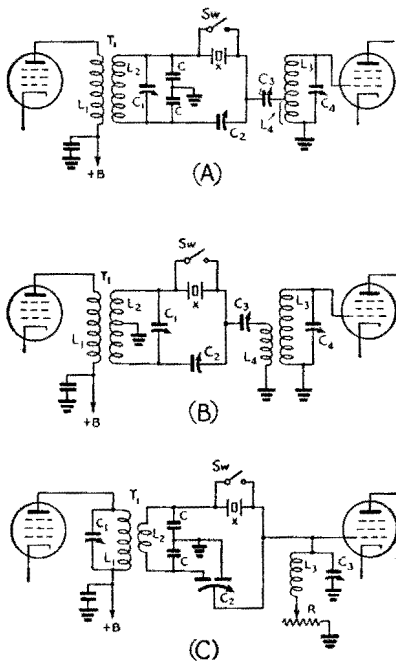 Sw
T₁
L₂
C
X
C₃
L₃
L₁
C₁
C
C₂
L₄
C₄
+B
(A)
Sw
T₁
L₂
X
C₃
L₃
L₁
C₁
C₂
L₄
C₄
+B
(B)
Sw
T₁
C₁
C
X
L₂
L₁
C
C₂
L₃
C₃
R
+B
(C)